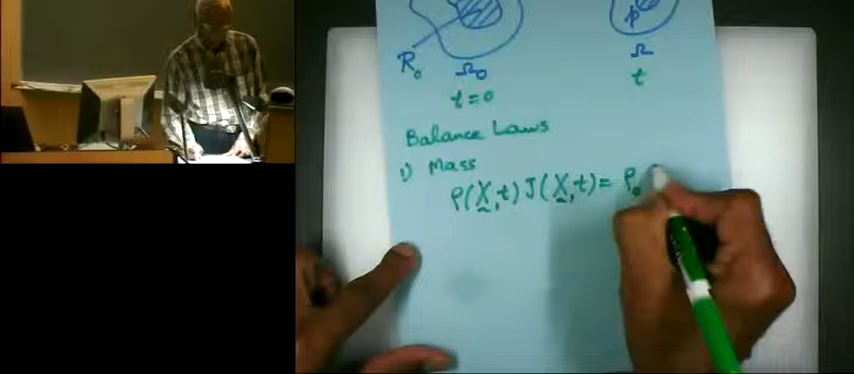 p
R₀ Ω₀ Ω
t = 0 t
Balance Laws
1) Mass
ρ(X̰,t) J(X̰,t) = ρ₀